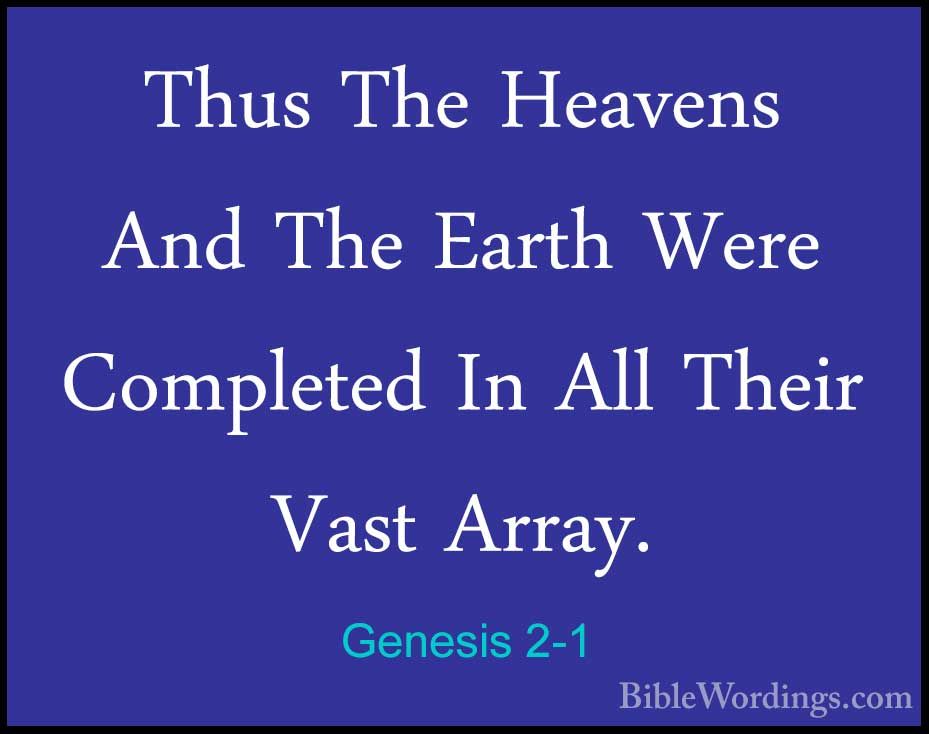 Thus The Heavens
And The Earth Were
Completed In All Their
Vast Array.
Genesis 2-1
BibleWordings.com